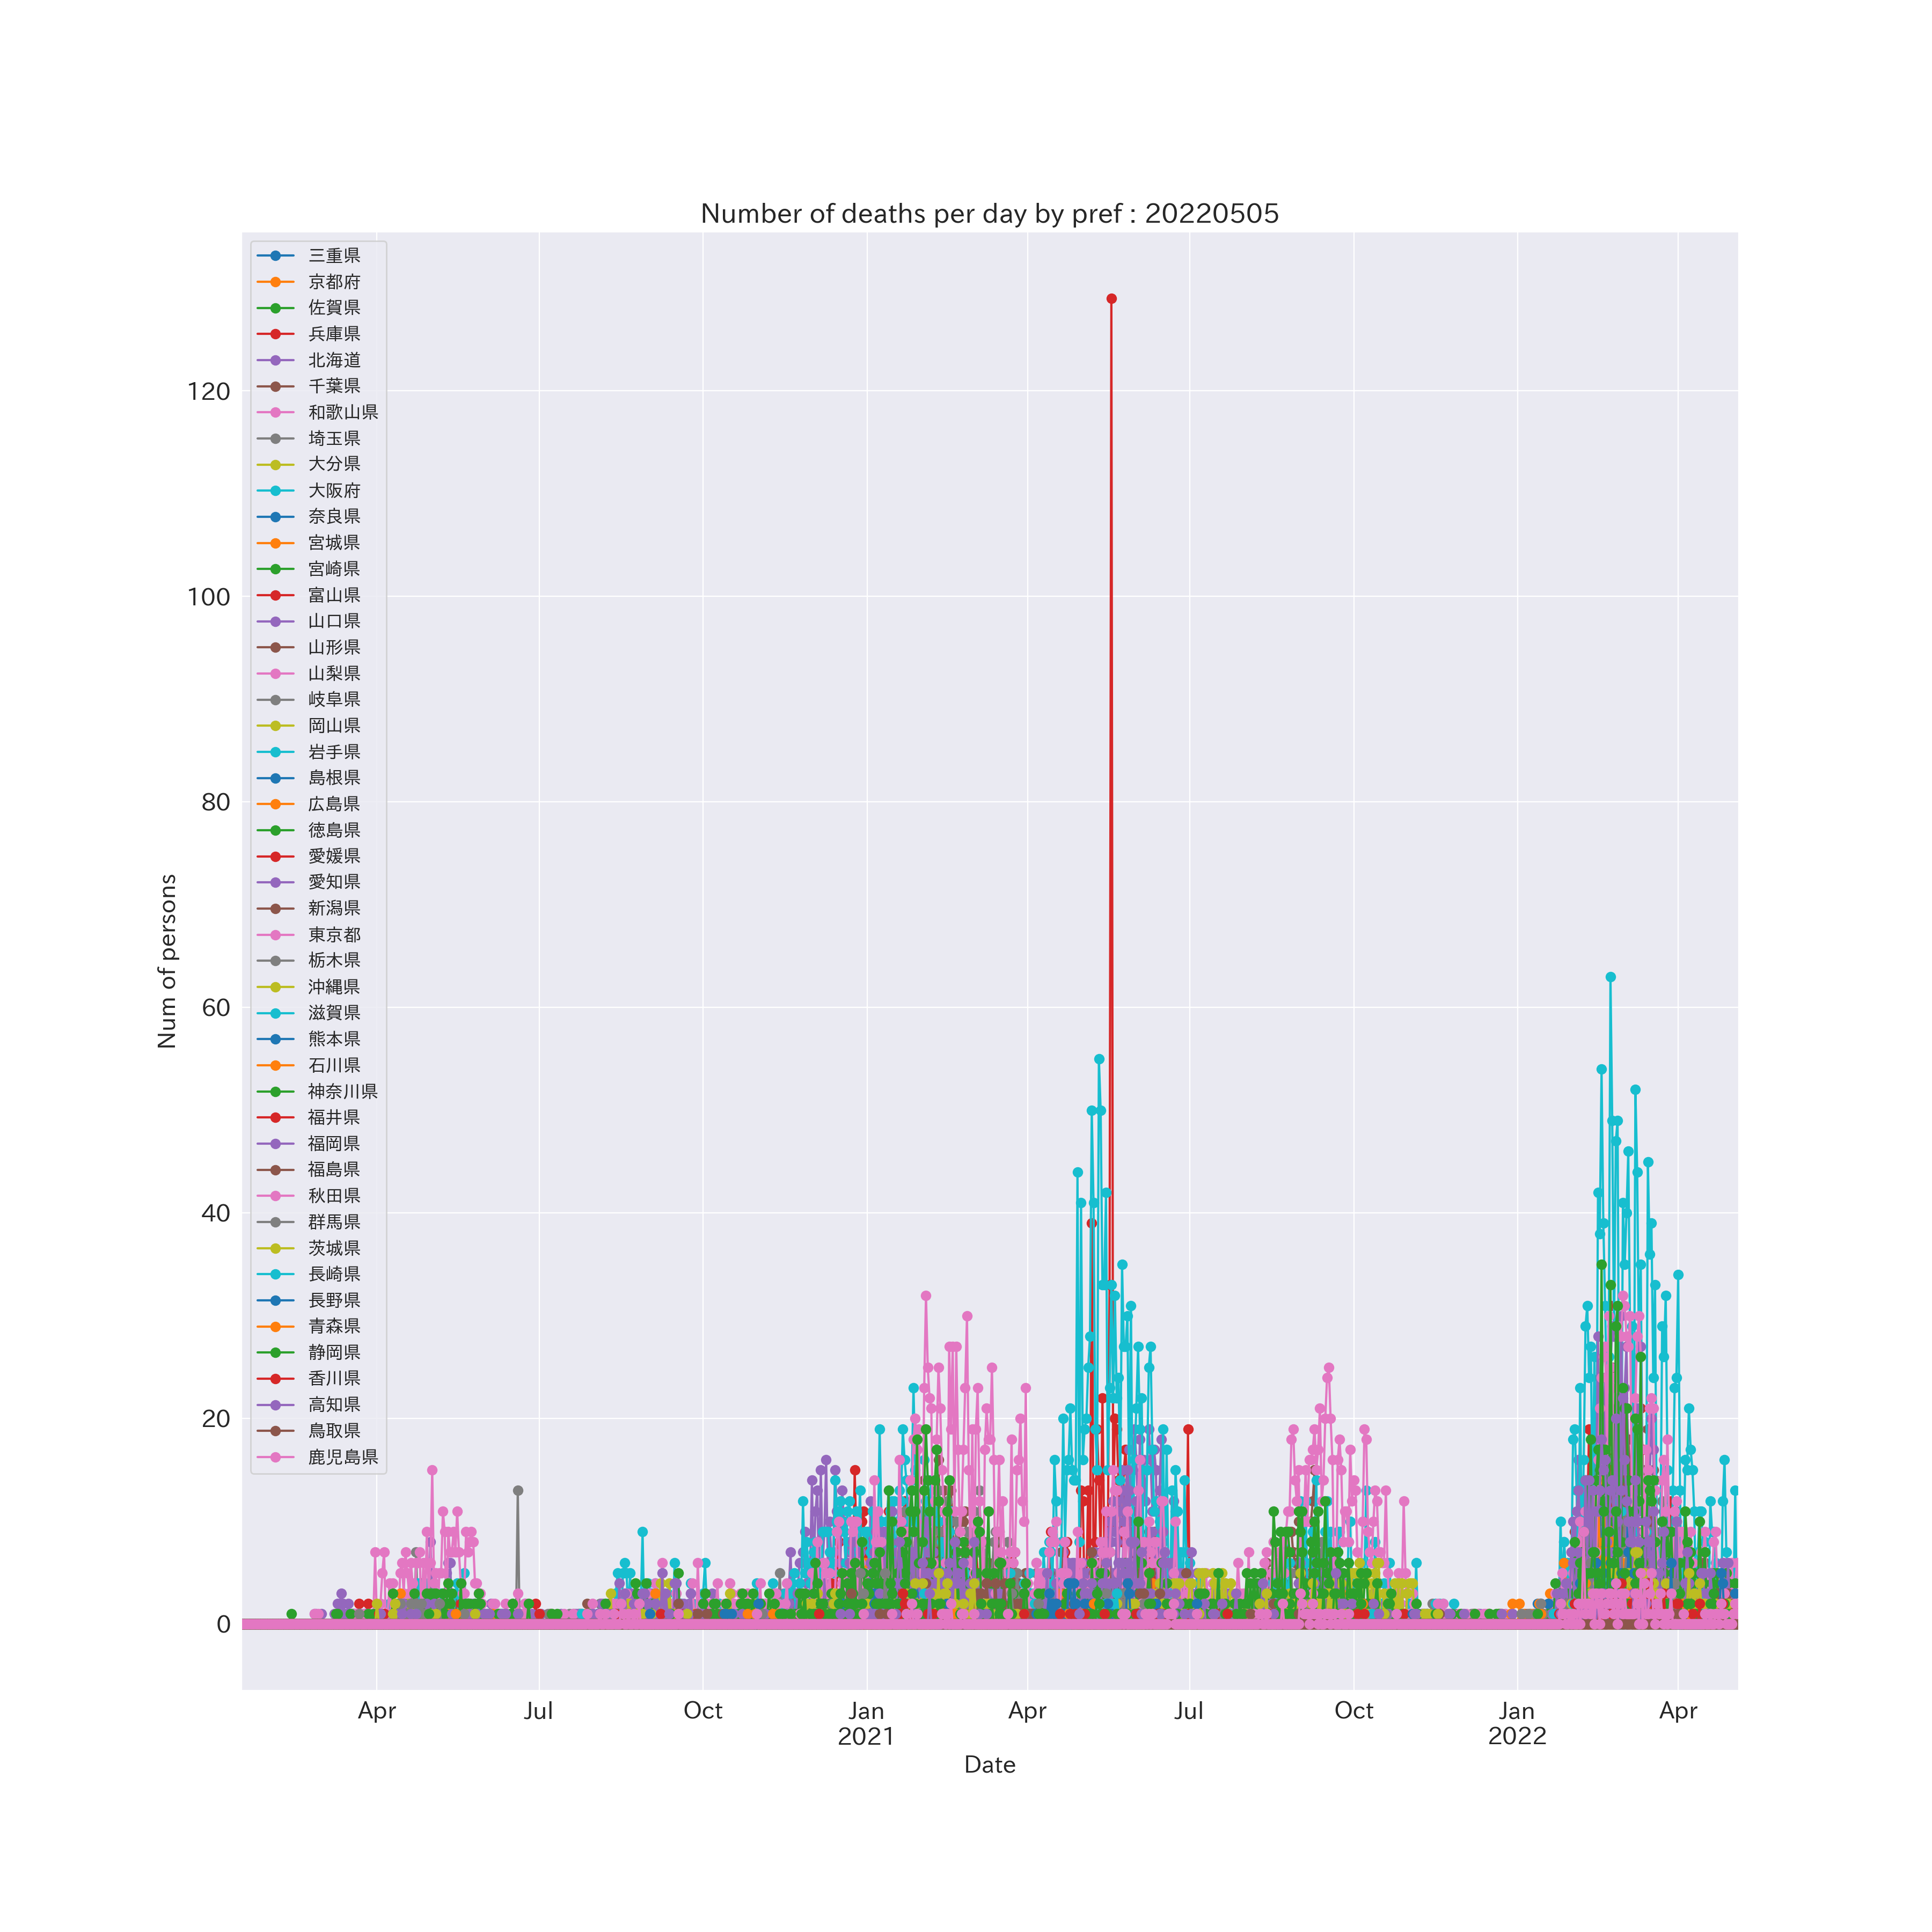 Number of deaths per day by pref : 20220505
三重県
京都府
佐賀県
兵庫県
北海道
千葉県
和歌山県
埼玉県
大分県
大阪府
奈良県
宮城県
宮崎県
富山県
山口県
山形県
山梨県
岐阜県
岡山県
岩手県
島根県
広島県
徳島県
愛媛県
愛知県
新潟県
東京都
栃木県
沖縄県
滋賀県
熊本県
石川県
神奈川県
福井県
福岡県
福島県
秋田県
群馬県
茨城県
長崎県
長野県
青森県
静岡県
香川県
高知県
鳥取県
鹿児島県
120
100
80
60
40
20
0
Num of persons
Apr Jul Oct Jan Apr Jul Oct Jan Apr
2021 2022
Date